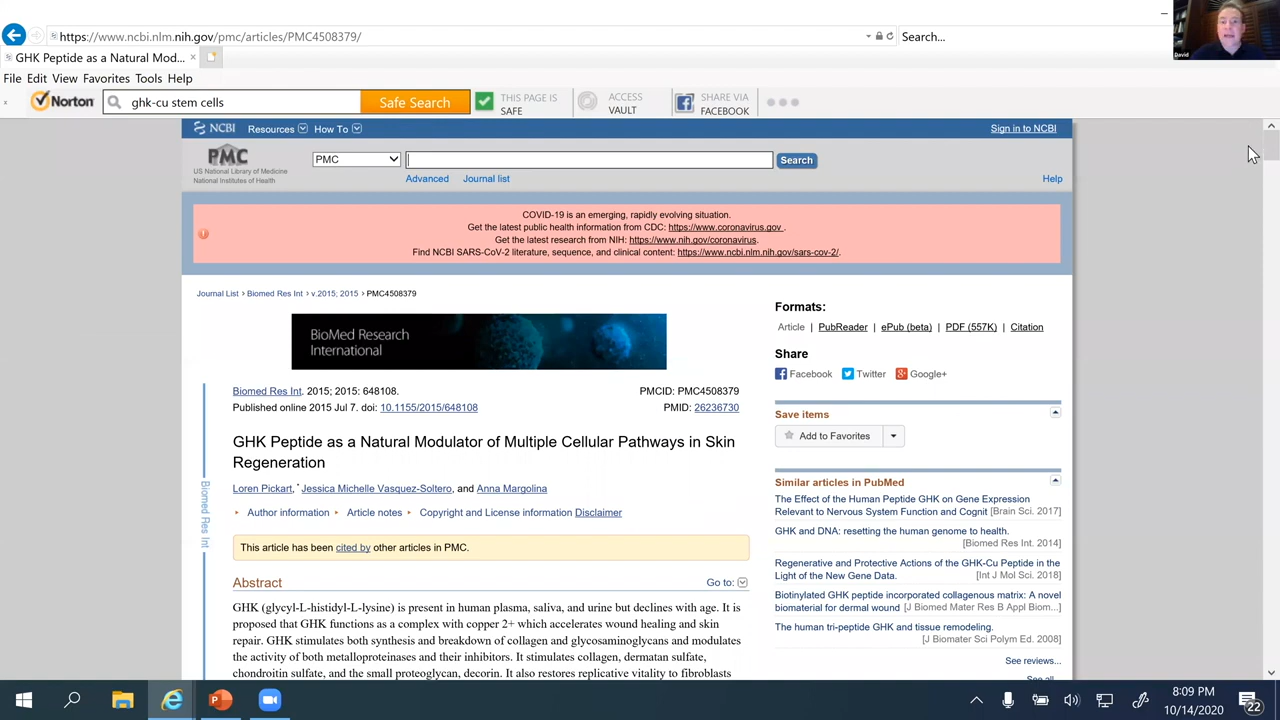 https://www.ncbi.nlm.nih.gov/pmc/articles/PMC4508379/
Search...
David
GHK Peptide as a Natural Mod...
File Edit View Favorites Tools Help
Norton
ghk-cu stem cells
Safe Search
THIS PAGE IS
SAFE
ACCESS
VAULT
SHARE VIA
FACEBOOK
NCBI
Resources
How To
Sign in to NCBI
PMC
US National Library of Medicine
National Institutes of Health
PMC
Search
Advanced
Journal list
Help
COVID-19 is an emerging, rapidly evolving situation.
Get the latest public health information from CDC: https://www.coronavirus.gov .
Get the latest research from NIH: https://www.nih.gov/coronavirus.
Find NCBI SARS-CoV-2 literature, sequence, and clinical content: https://www.ncbi.nlm.nih.gov/sars-cov-2/.
Journal List > Biomed Res Int > v.2015; 2015 > PMC4508379
BioMed Research
International
Biomed Res Int. 2015; 2015: 648108.
PMCID: PMC4508379
Published online 2015 Jul 7. doi: 10.1155/2015/648108
PMID: 26236730
GHK Peptide as a Natural Modulator of Multiple Cellular Pathways in Skin
Regeneration
Loren Pickart, * Jessica Michelle Vasquez-Soltero, and Anna Margolina
Author information
Article notes
Copyright and License information Disclaimer
Biomed Res Int
This article has been cited by other articles in PMC.
Abstract
Go to:
GHK (glycyl-L-histidyl-L-lysine) is present in human plasma, saliva, and urine but declines with age. It is
proposed that GHK functions as a complex with copper 2+ which accelerates wound healing and skin
repair. GHK stimulates both synthesis and breakdown of collagen and glycosaminoglycans and modulates
the activity of both metalloproteinases and their inhibitors. It stimulates collagen, dermatan sulfate,
chondroitin sulfate, and the small proteoglycan, decorin. It also restores replicative vitality to fibroblasts
Formats:
Article | PubReader | ePub (beta) | PDF (557K) | Citation
Share
Facebook
Twitter
Google+
Save items
Add to Favorites
Similar articles in PubMed
The Effect of the Human Peptide GHK on Gene Expression
Relevant to Nervous System Function and Cognit [Brain Sci. 2017]
GHK and DNA: resetting the human genome to health.
[Biomed Res Int. 2014]
Regenerative and Protective Actions of the GHK-Cu Peptide in the
Light of the New Gene Data.
[Int J Mol Sci. 2018]
Biotinylated GHK peptide incorporated collagenous matrix: A novel
biomaterial for dermal wound
[J Biomed Mater Res B Appl Biom...]
The human tri-peptide GHK and tissue remodeling.
[J Biomater Sci Polym Ed. 2008]
See reviews...
See all...
8:09 PM
10/14/2020
22